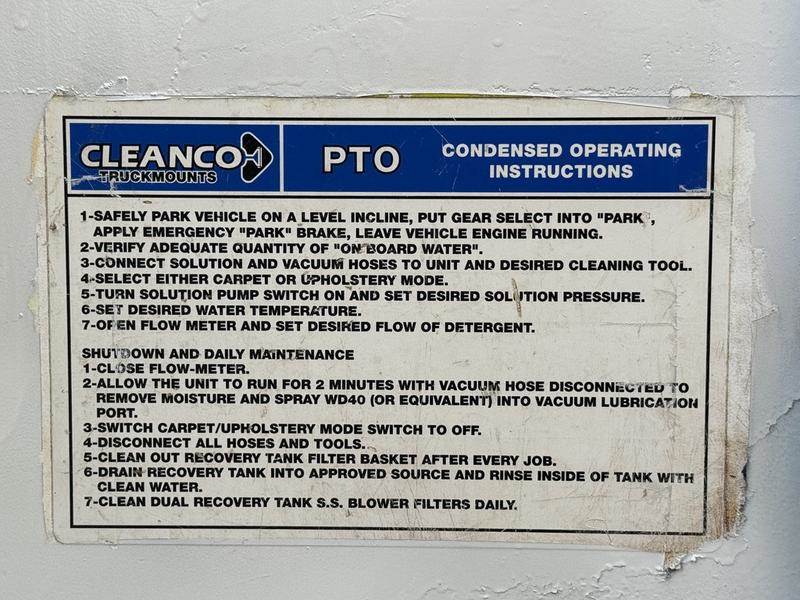 CLEANCO
TRUCKMOUNTS
PTO
CONDENSED OPERATING
INSTRUCTIONS
1-SAFELY PARK VEHICLE ON A LEVEL INCLINE, PUT GEAR SELECT INTO "PARK",
APPLY EMERGENCY "PARK" BRAKE, LEAVE VEHICLE ENGINE RUNNING.
2-VERIFY ADEQUATE QUANTITY OF "ON BOARD WATER".
3-CONNECT SOLUTION AND VACUUM HOSES TO UNIT AND DESIRED CLEANING TOOL.
4-SELECT EITHER CARPET OR UPHOLSTERY MODE.
5-TURN SOLUTION PUMP SWITCH ON AND SET DESIRED SOLUTION PRESSURE.
6-SET DESIRED WATER TEMPERATURE.
7-OPEN FLOW METER AND SET DESIRED FLOW OF DETERGENT.
SHUTDOWN AND DAILY MAINTENANCE
1-CLOSE FLOW-METER.
2-ALLOW THE UNIT TO RUN FOR 2 MINUTES WITH VACUUM HOSE DISCONNECTED TO
REMOVE MOISTURE AND SPRAY WD40 (OR EQUIVALENT) INTO VACUUM LUBRICATION
PORT.
3-SWITCH CARPET/UPHOLSTERY MODE SWITCH TO OFF.
4-DISCONNECT ALL HOSES AND TOOLS.
5-CLEAN OUT RECOVERY TANK FILTER BASKET AFTER EVERY JOB.
6-DRAIN RECOVERY TANK INTO APPROVED SOURCE AND RINSE INSIDE OF TANK WITH
CLEAN WATER.
7-CLEAN DUAL RECOVERY TANK S.S. BLOWER FILTERS DAILY.